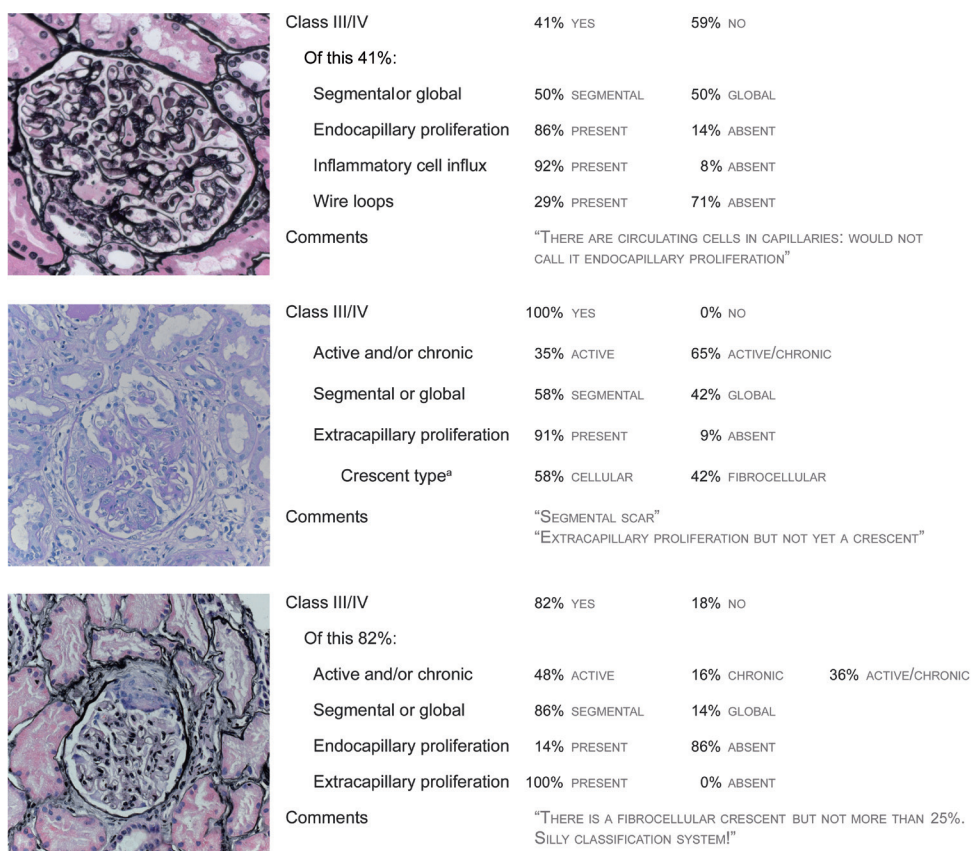 Class III/IV 41% YES 59% NO
Of this 41%:
Segmentalor global 50% SEGMENTAL 50% GLOBAL
Endocapillary proliferation 86% PRESENT 14% ABSENT
Inflammatory cell influx 92% PRESENT 8% ABSENT
Wire loops 29% PRESENT 71% ABSENT
Comments “THERE ARE CIRCULATING CELLS IN CAPILLARIES: WOULD NOT
CALL IT ENDOCAPILLARY PROLIFERATION”
Class III/IV 100% YES 0% NO
Active and/or chronic 35% ACTIVE 65% ACTIVE/CHRONIC
Segmental or global 58% SEGMENTAL 42% GLOBAL
Extracapillary proliferation 91% PRESENT 9% ABSENT
Crescent typeª 58% CELLULAR 42% FIBROCELLULAR
Comments “SEGMENTAL SCAR”
“EXTRACAPILLARY PROLIFERATION BUT NOT YET A CRESCENT”
Class III/IV 82% YES 18% NO
Of this 82%:
Active and/or chronic 48% ACTIVE 16% CHRONIC 36% ACTIVE/CHRONIC
Segmental or global 86% SEGMENTAL 14% GLOBAL
Endocapillary proliferation 14% PRESENT 86% ABSENT
Extracapillary proliferation 100% PRESENT 0% ABSENT
Comments “THERE IS A FIBROCELLULAR CRESCENT BUT NOT MORE THAN 25%.
SILLY CLASSIFICATION SYSTEM!”